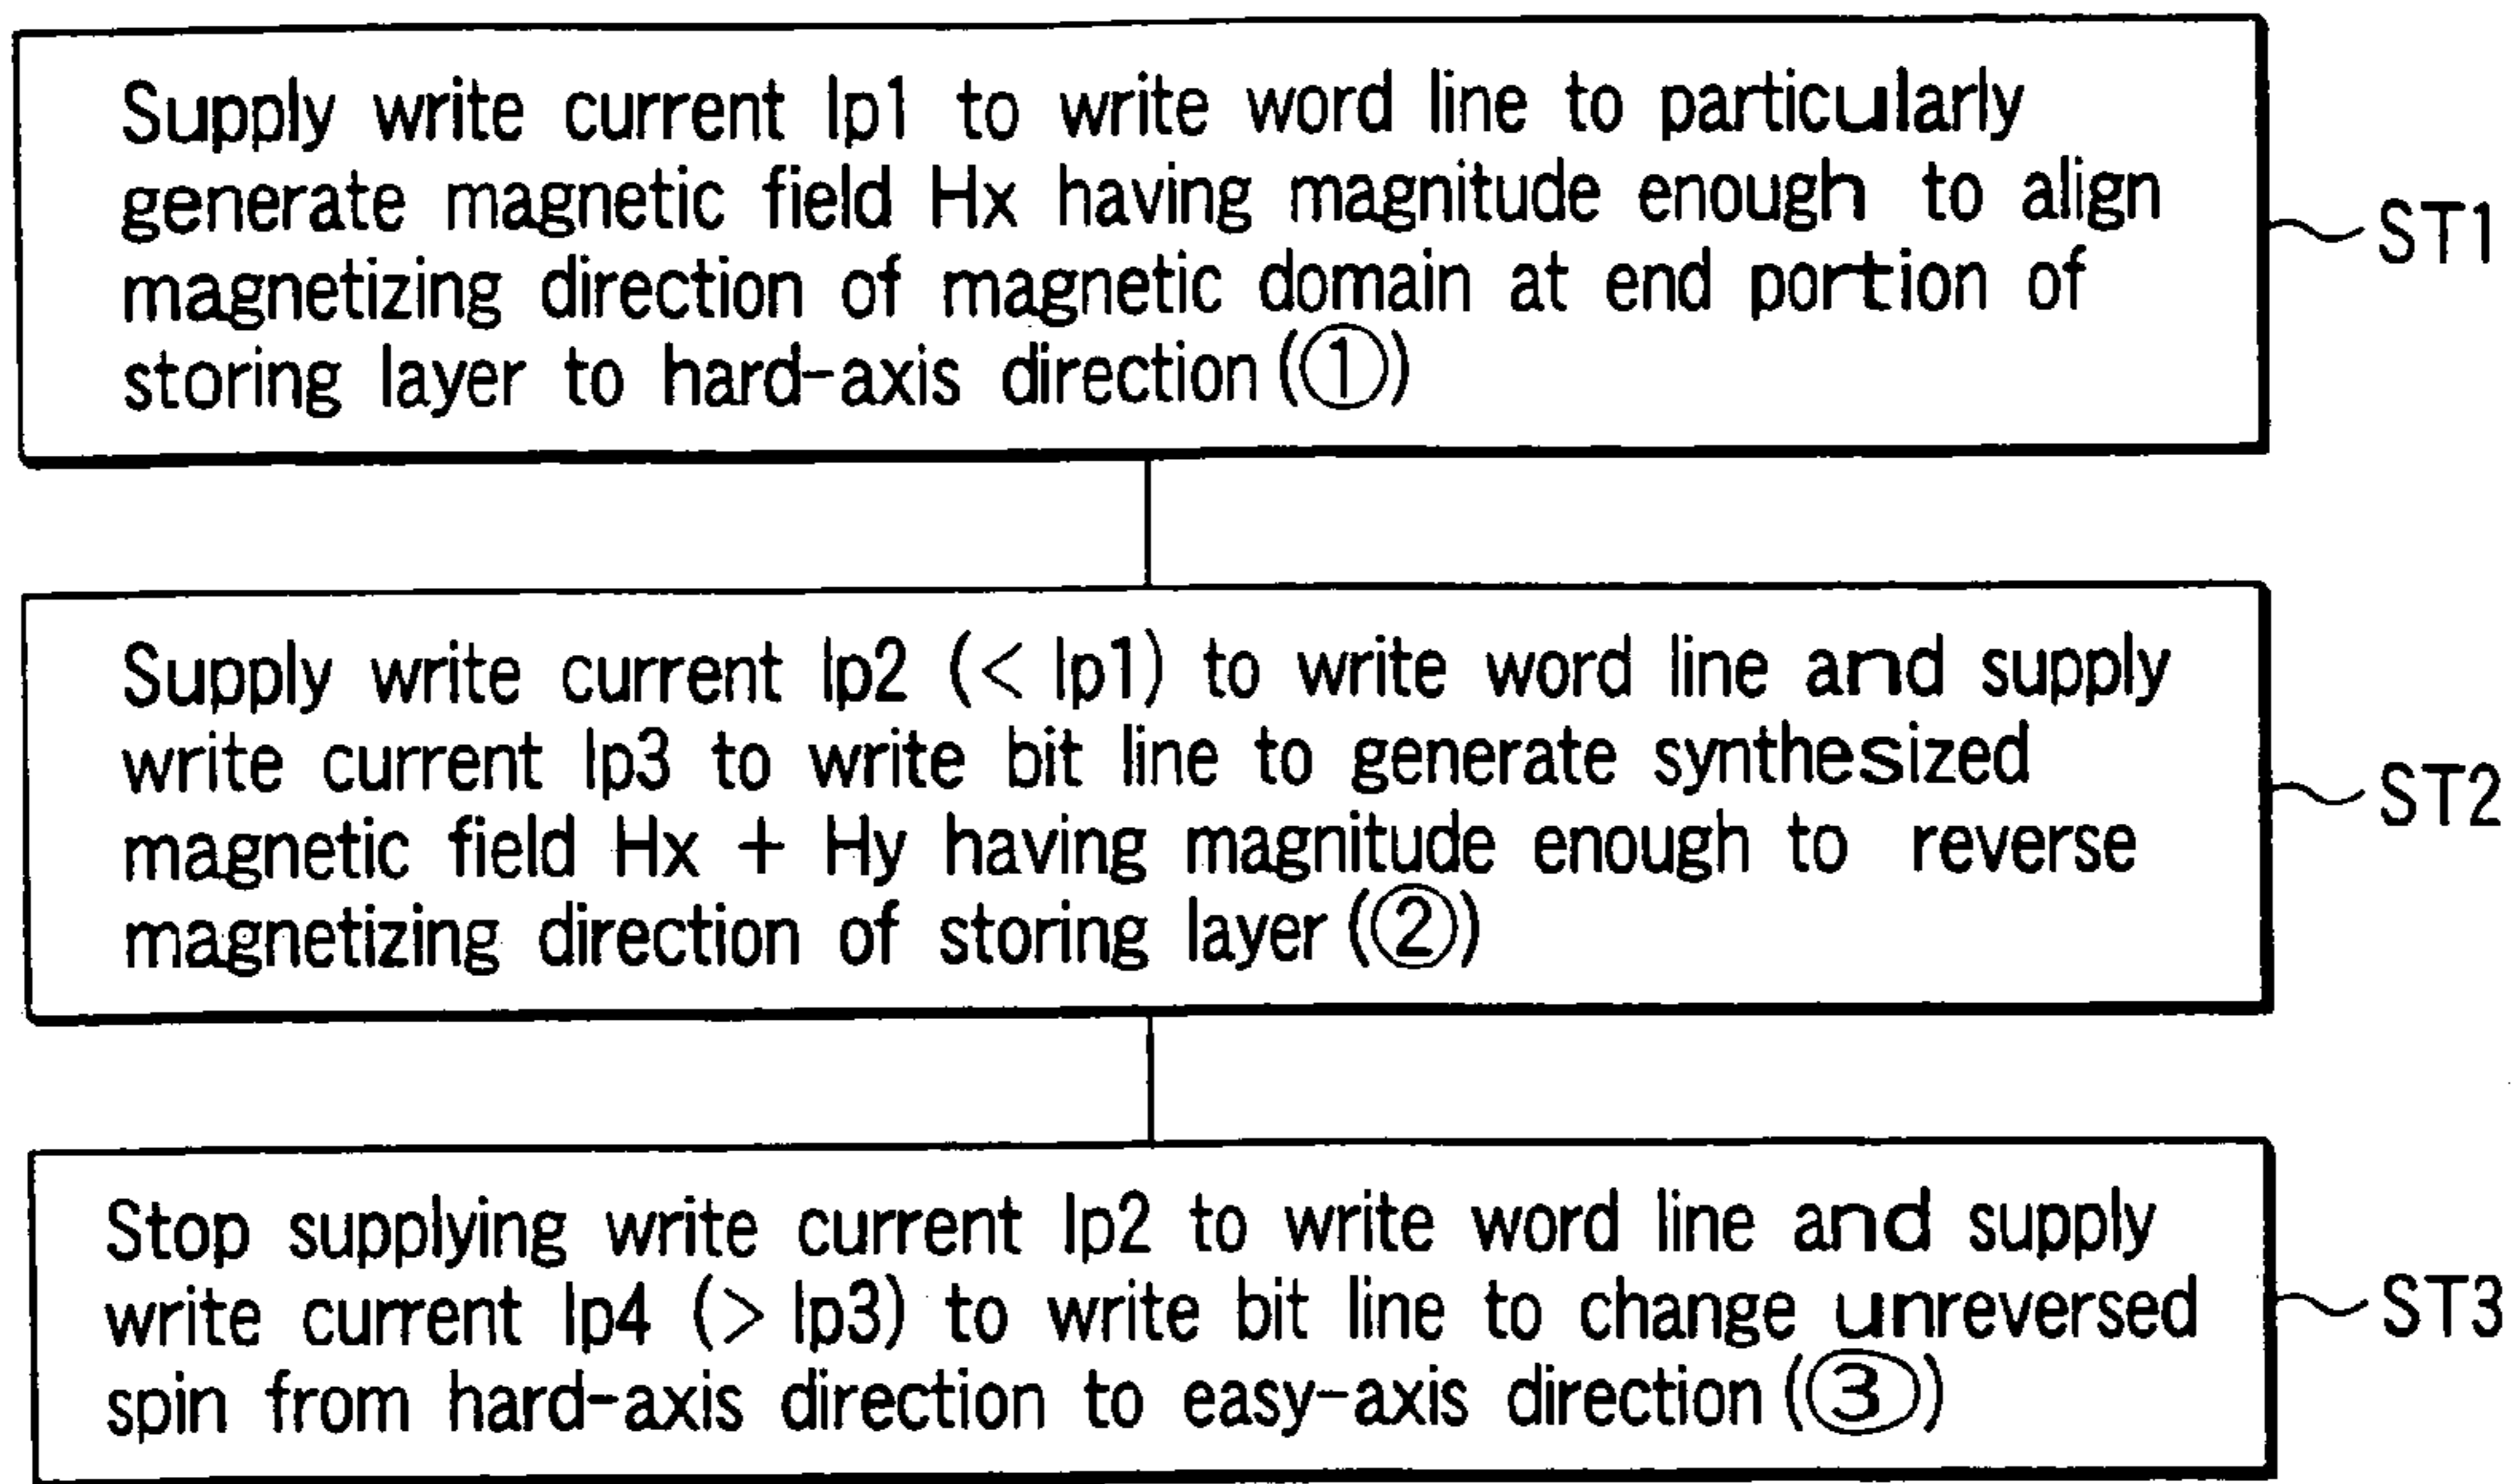 Supply write current Ip1 to write word line to particularly
generate magnetic field Hx having magnitude enough to align
magnetizing direction of magnetic domain at end portion of
storing layer to hard-axis direction (①)
ST1
Supply write current Ip2 (< Ip1) to write word line and supply
write current Ip3 to write bit line to generate synthesized
magnetic field Hx + Hy having magnitude enough to reverse
magnetizing direction of storing layer (②)
ST2
Stop supplying write current Ip2 to write word line and supply
write current Ip4 (> Ip3) to write bit line to change unreversed
spin from hard-axis direction to easy-axis direction (③)
ST3